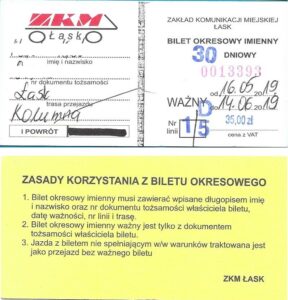 ZKM
Łask
imię i nazwisko
nr dokumentu tożsamości
Łask
trasa przejazdu
Kolumna
I POWRÓT
ZAKŁAD KOMUNIKACJI MIEJSKIEJ
ŁASK
BILET OKRESOWY IMIENNY
30 DNIOWY
0013393
WAŻNY od 16.05 2019
do 14.06 2019
D
Nr linii 1/5 35,00 zł
cena z VAT
ZASADY KORZYSTANIA Z BILETU OKRESOWEGO
1. Bilet okresowy imienny musi zawierać wpisane długopisem imię
i nazwisko oraz nr dokumentu tożsamości właściciela biletu,
datę ważności, nr linii i trasę.
2. Bilet okresowy imienny ważny jest tylko z dokumentem
tożsamości właściciela biletu.
3. Jazda z biletem nie spełniającym w/w warunków traktowana jest
jako przejazd bez ważnego biletu
ZKM ŁASK